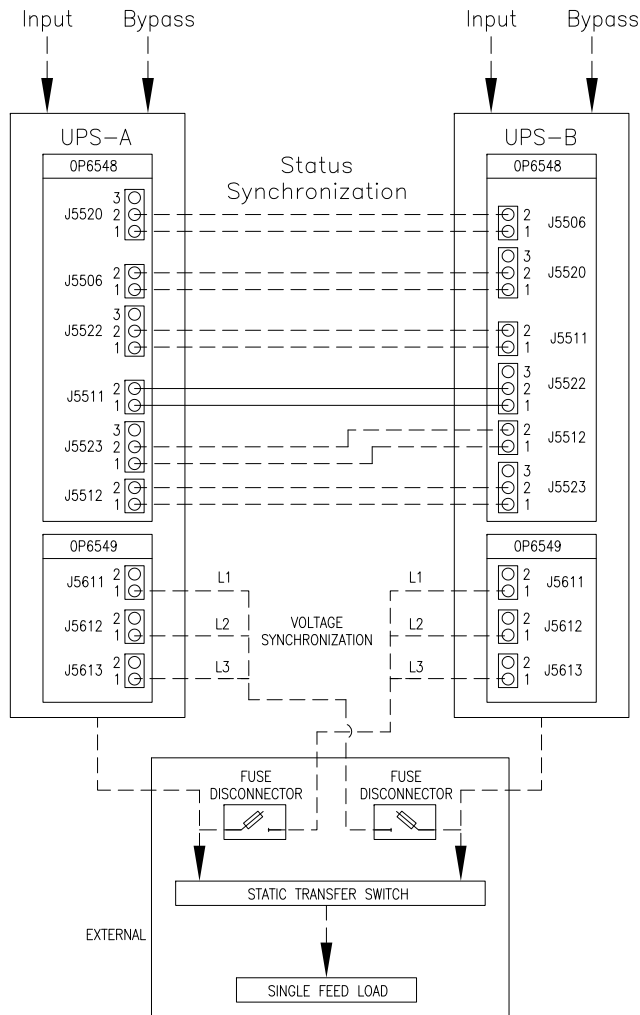 Input Bypass Input Bypass
UPS-A UPS-B
OP6548 OP6548
Status
Synchronization
J5520 3 2 1
2 1 J5506
J5506 2 1
3 2 1 J5520
J5522 3 2 1
2 1 J5511
J5511 2 1
3 2 1 J5522
J5523 3 2 1
2 1 J5512
J5512 2 1
3 2 1 J5523
OP6549 OP6549
J5611 2 1 L1 L1 2 1 J5611
J5612 2 1 L2 L2 2 1 J5612
J5613 2 1 L3 L3 2 1 J5613
VOLTAGE
SYNCHRONIZATION
FUSE
DISCONNECTOR
FUSE
DISCONNECTOR
STATIC TRANSFER SWITCH
EXTERNAL
SINGLE FEED LOAD